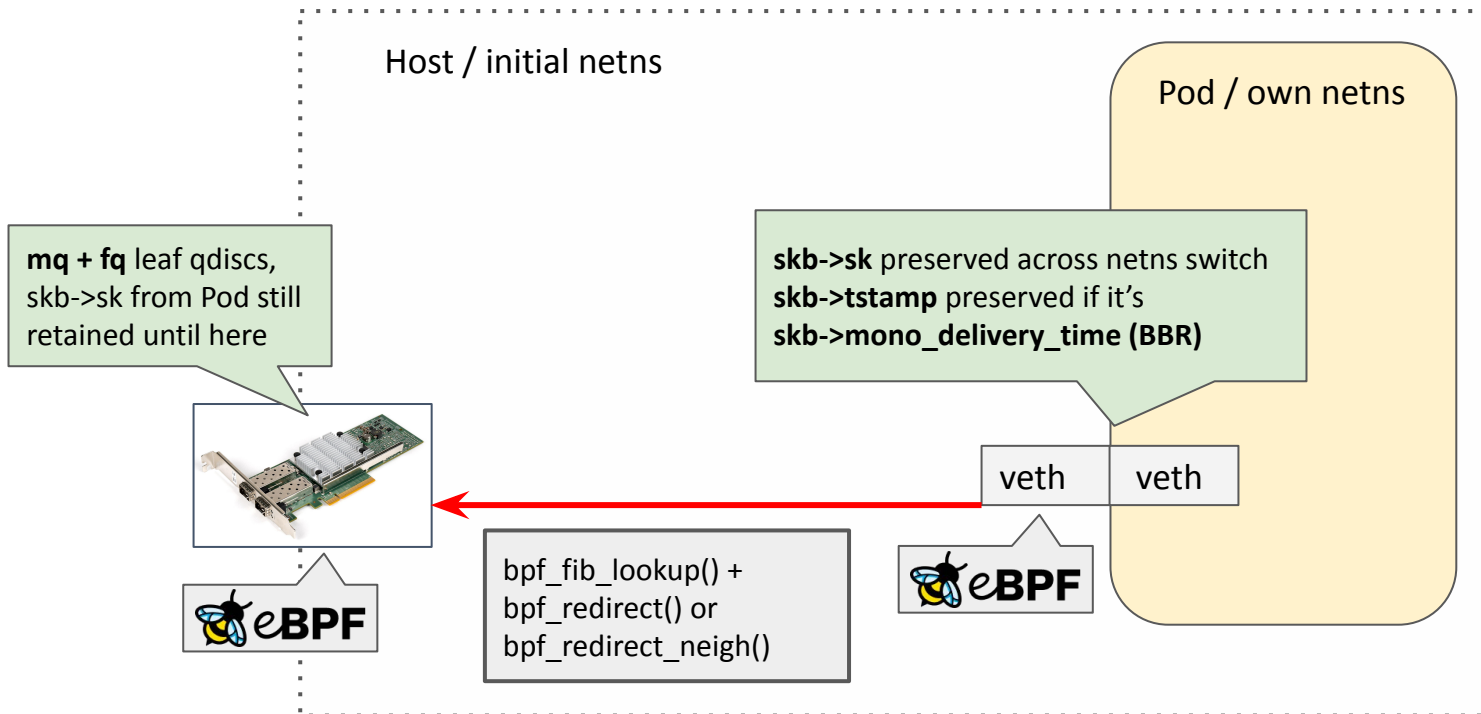 Host / initial netns
Pod / own netns
mq + fq leaf qdiscs,
skb->sk from Pod still
retained until here
skb->sk preserved across netns switch
skb->tstamp preserved if it's
skb->mono_delivery_time (BBR)
veth
veth
bpf_fib_lookup() +
bpf_redirect() or
bpf_redirect_neigh()
eBPF
eBPF